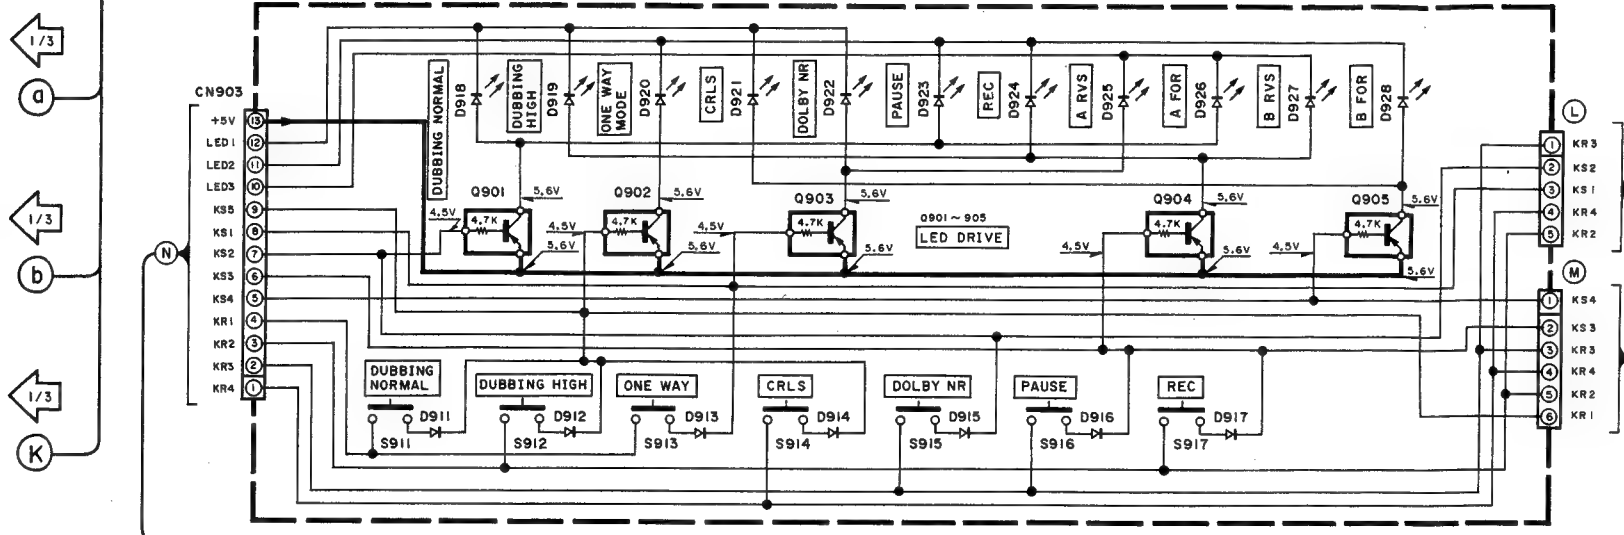 1/3
a
1/3
b
1/3
K
N
CN903
+5V 13
LED1 12
LED2 11
LED3 10
KS5 9
KS1 8
KS2 7
KS3 6
KS4 5
KR1 4
KR2 3
KR3 2
KR4 1
DUBBING NORMAL
D918
DUBBING
HIGH
D919
ONE WAY
MODE
D920
CRLS
D921
DOLBY NR
D922
PAUSE
D923
REC
D924
A RVS
D925
A FOR
D926
B RVS
D927
B FOR
D928
Q901
5.6V
4.5V
4.7K
5.6V
Q902
5.6V
4.5V
4.7K
5.6V
Q903
5.6V
4.5V
4.7K
5.6V
Q901~905
LED DRIVE
Q904
5.6V
4.5V
4.7K
5.6V
Q905
5.6V
4.5V
4.7K
5.6V
DUBBING
NORMAL
D911
S911
DUBBING HIGH
D912
S912
ONE WAY
D913
S913
CRLS
D914
S914
DOLBY NR
D915
S915
PAUSE
D916
S916
REC
D917
S917
L
1 KR3
2 KS2
3 KS1
4 KR4
5 KR2
M
1 KS4
2 KS3
3 KR3
4 KR4
5 KR2
6 KR1